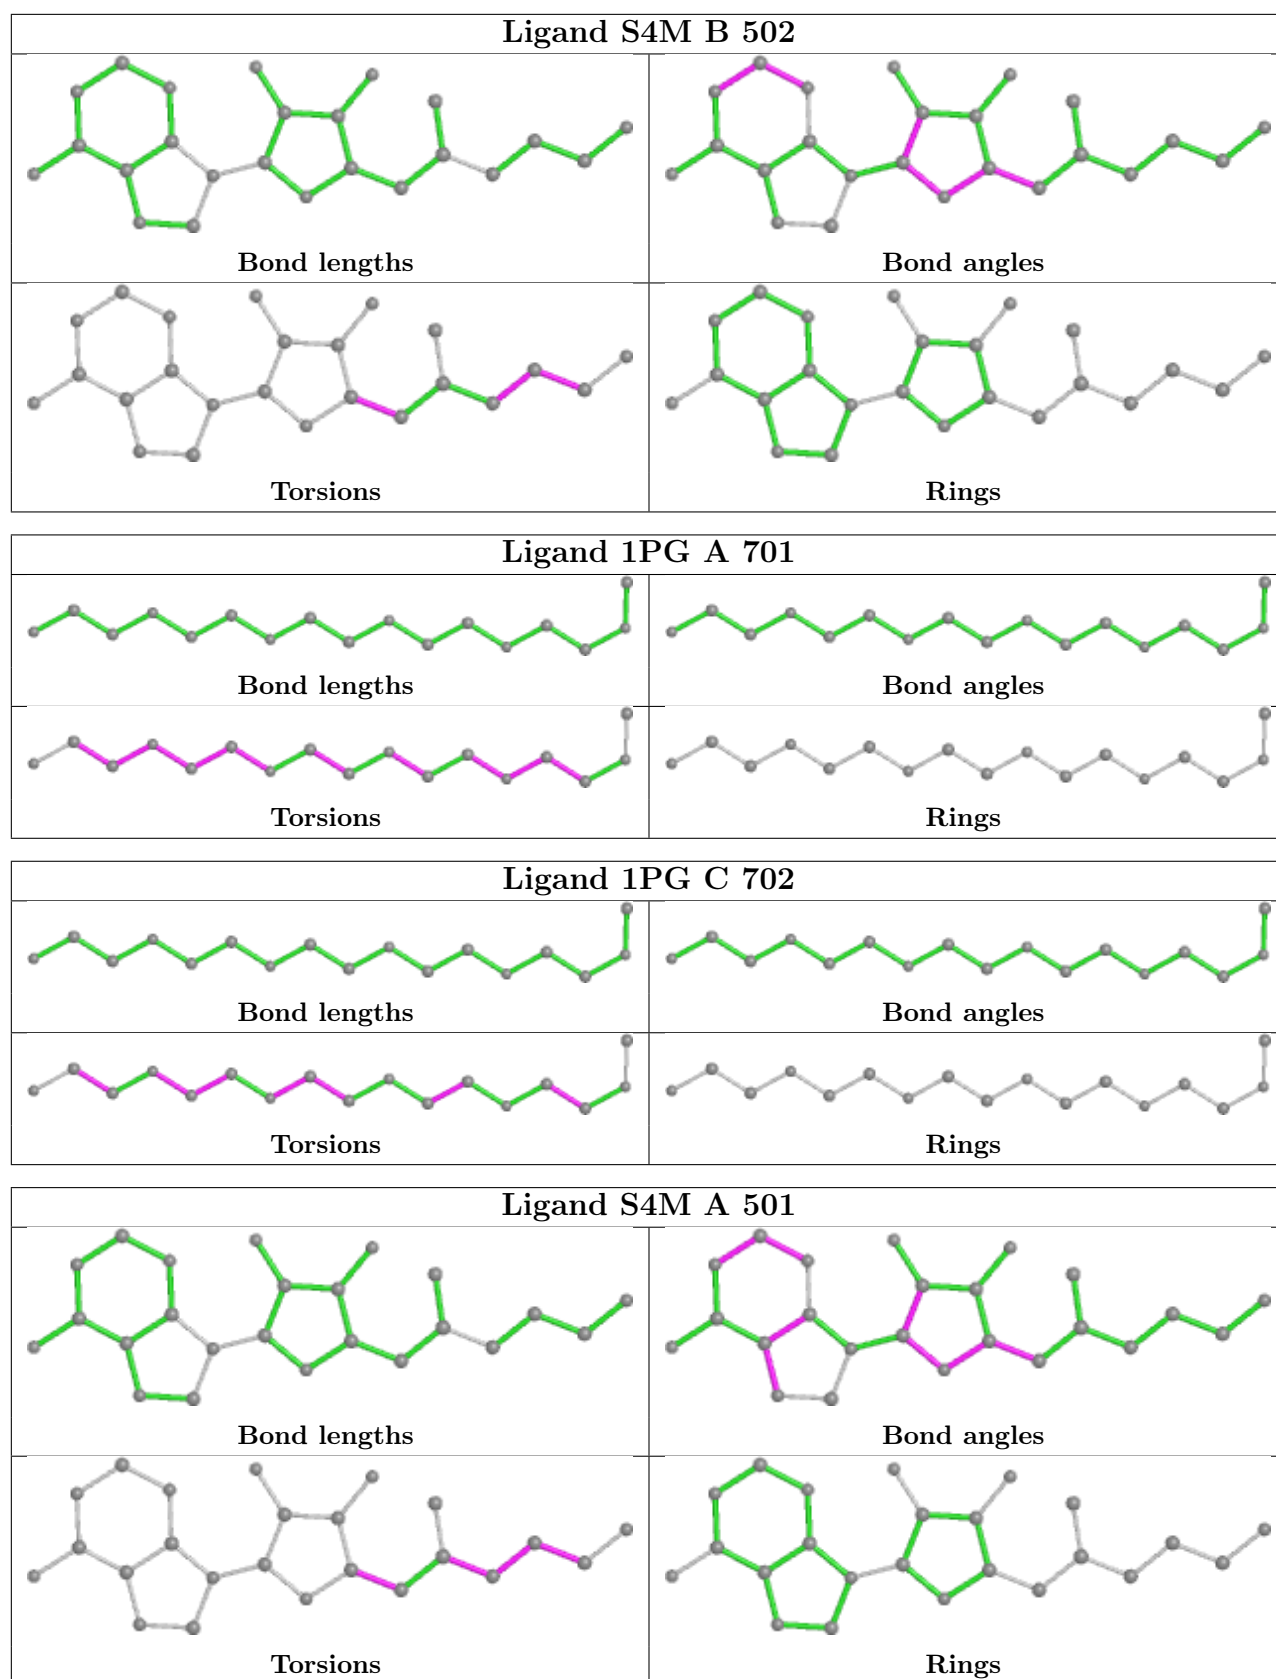 Ligand S4M B 502
Bond lengths
Bond angles
Torsions
Rings
Ligand 1PG A 701
Bond lengths
Bond angles
Torsions
Rings
Ligand 1PG C 702
Bond lengths
Bond angles
Torsions
Rings
Ligand S4M A 501
Bond lengths
Bond angles
Torsions
Rings